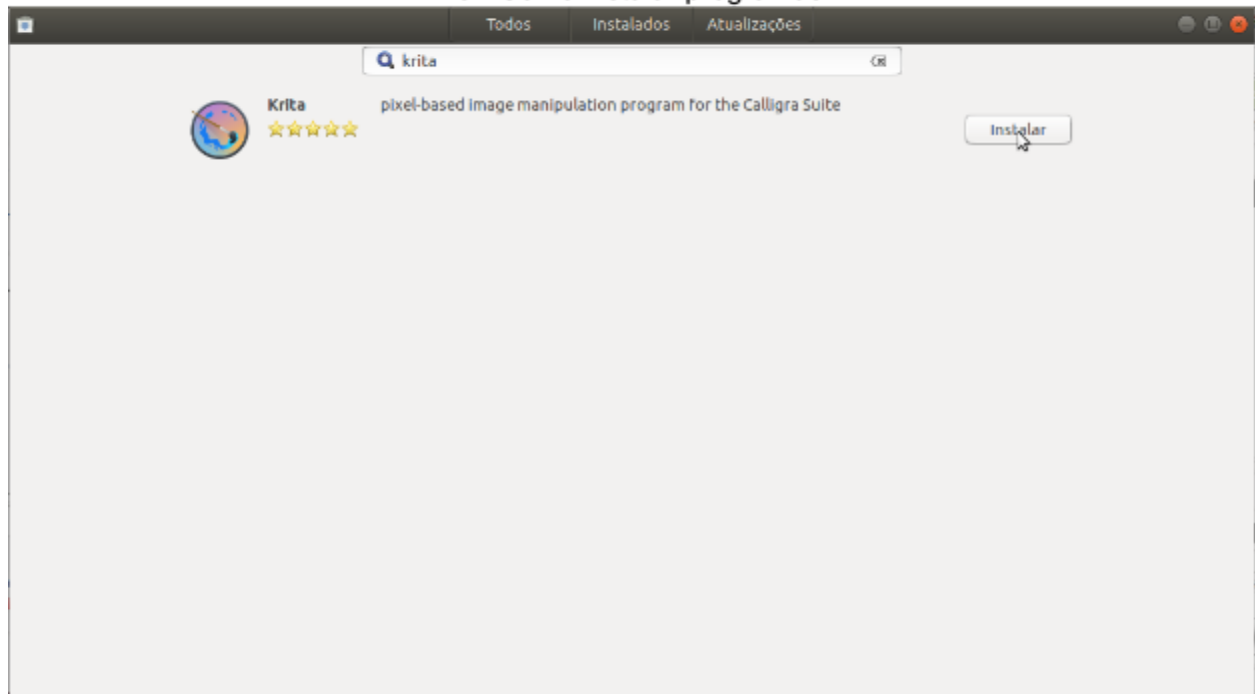 Todos Instalados Atualizações
krita
Krita pixel-based image manipulation program for the Calligra Suite
Instalar